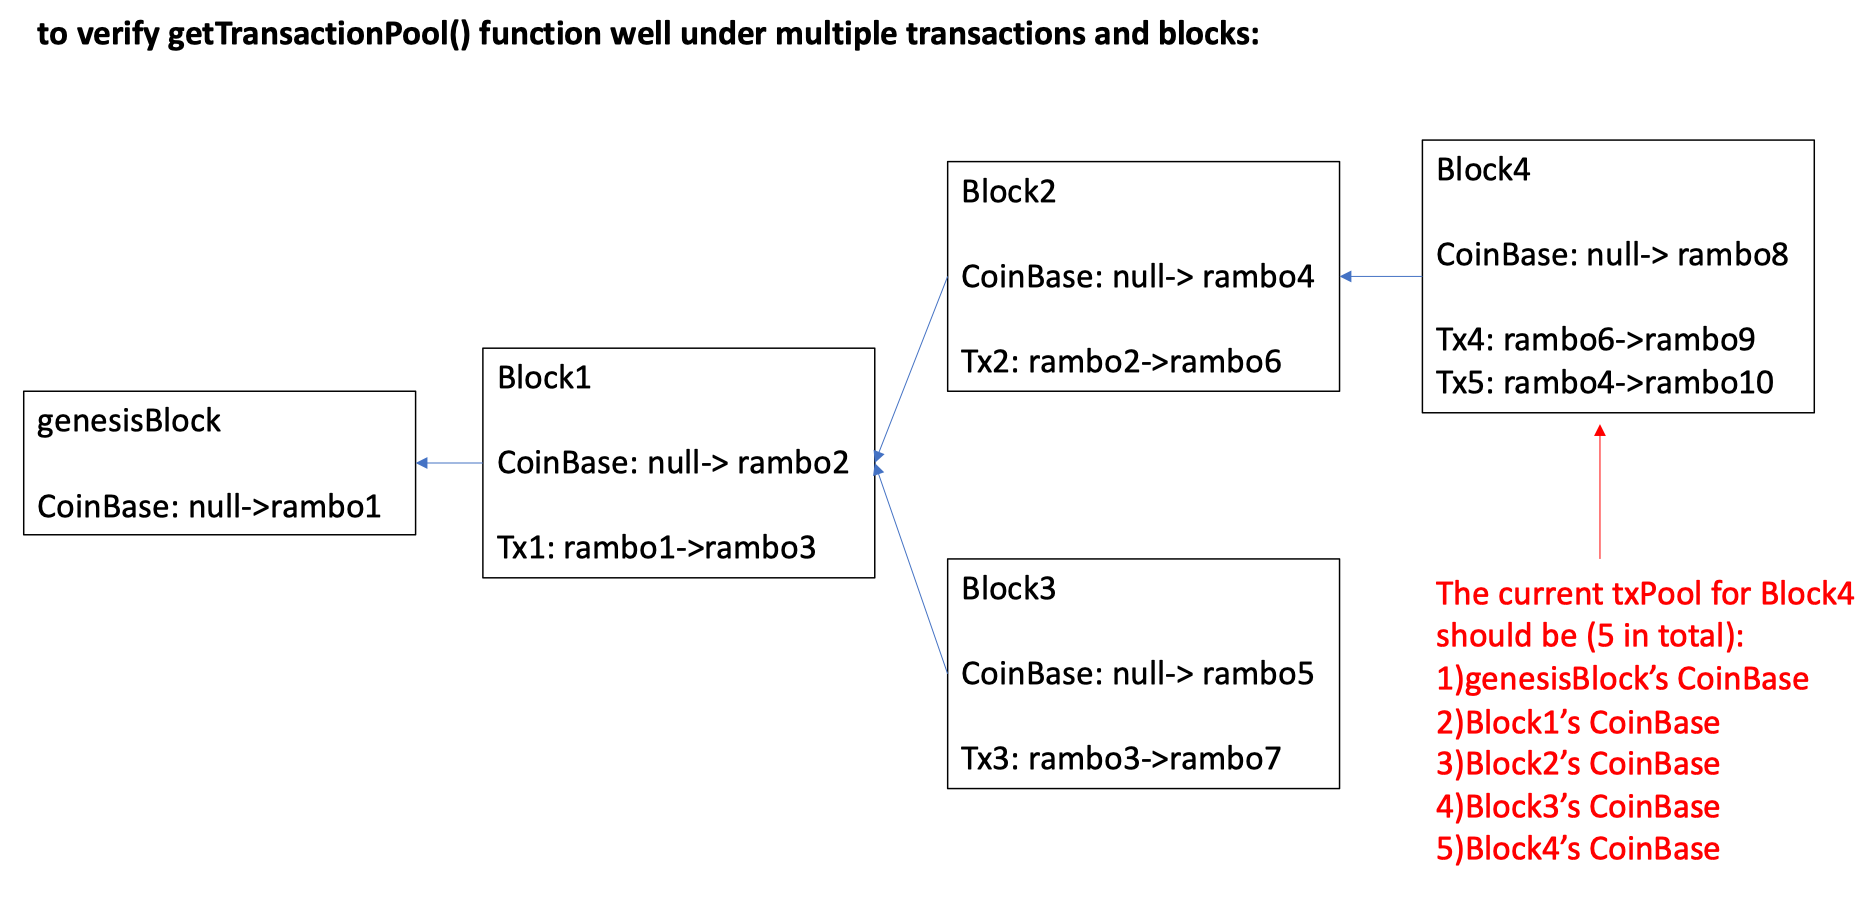 to verify getTransactionPool() function well under multiple transactions and blocks:
genesisBlock
CoinBase: null->rambo1
Block1
CoinBase: null-> rambo2
Tx1: rambo1->rambo3
Block2
CoinBase: null-> rambo4
Tx2: rambo2->rambo6
Block3
CoinBase: null-> rambo5
Tx3: rambo3->rambo7
Block4
CoinBase: null-> rambo8
Tx4: rambo6->rambo9
Tx5: rambo4->rambo10
The current txPool for Block4
should be (5 in total):
1)genesisBlock’s CoinBase
2)Block1’s CoinBase
3)Block2’s CoinBase
4)Block3’s CoinBase
5)Block4’s CoinBase